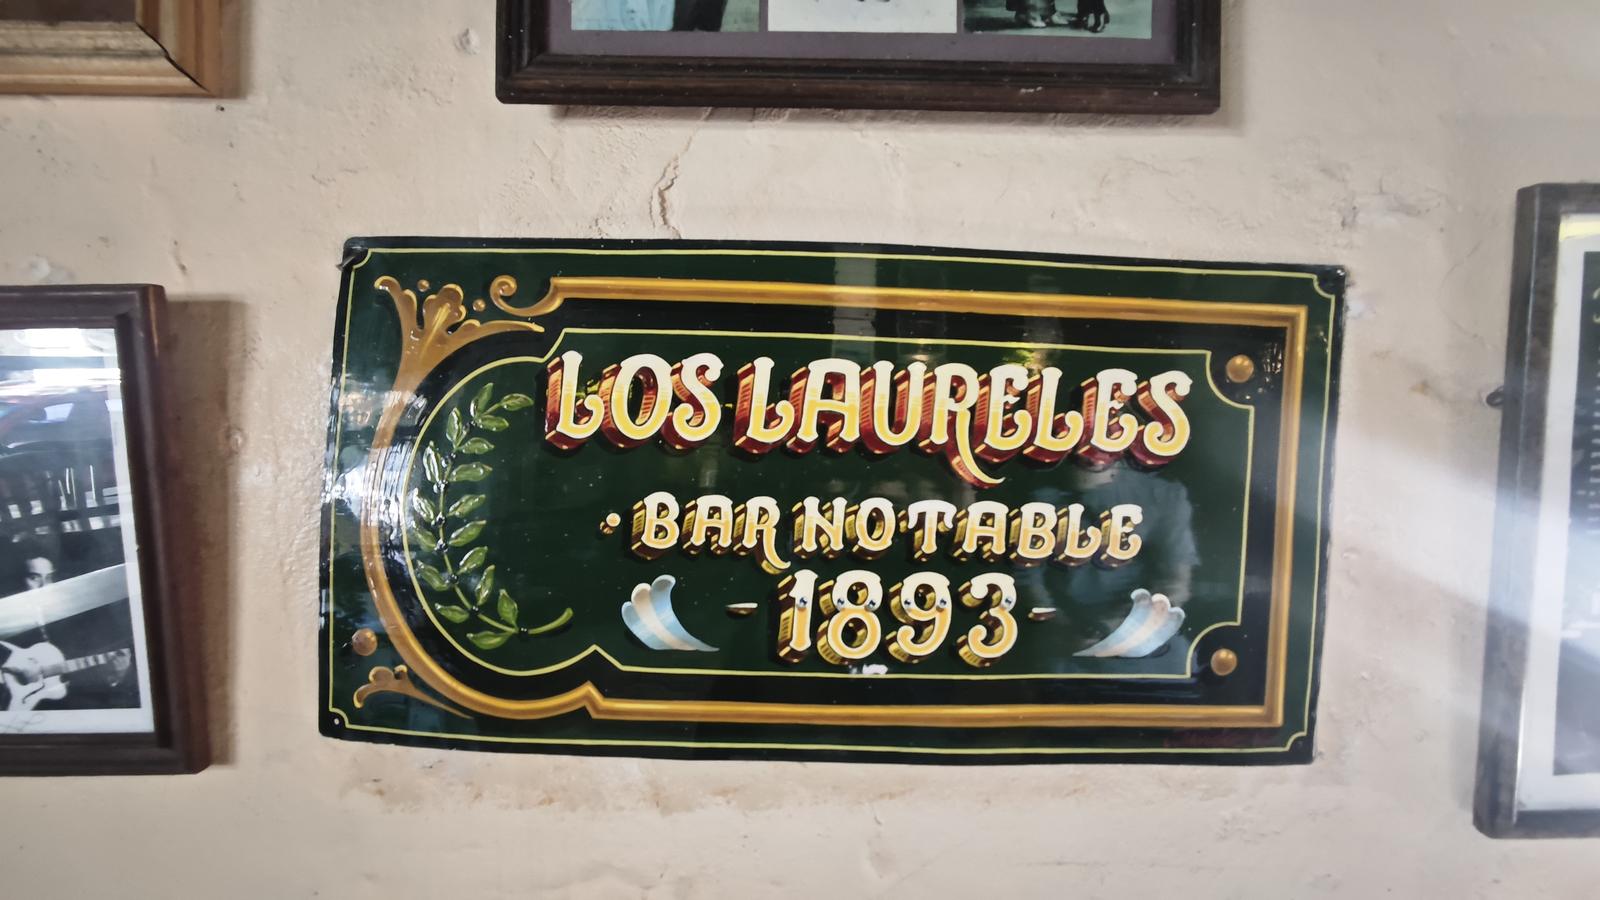 LOS LAURELES
· BAR NOTABLE
- 1893 -